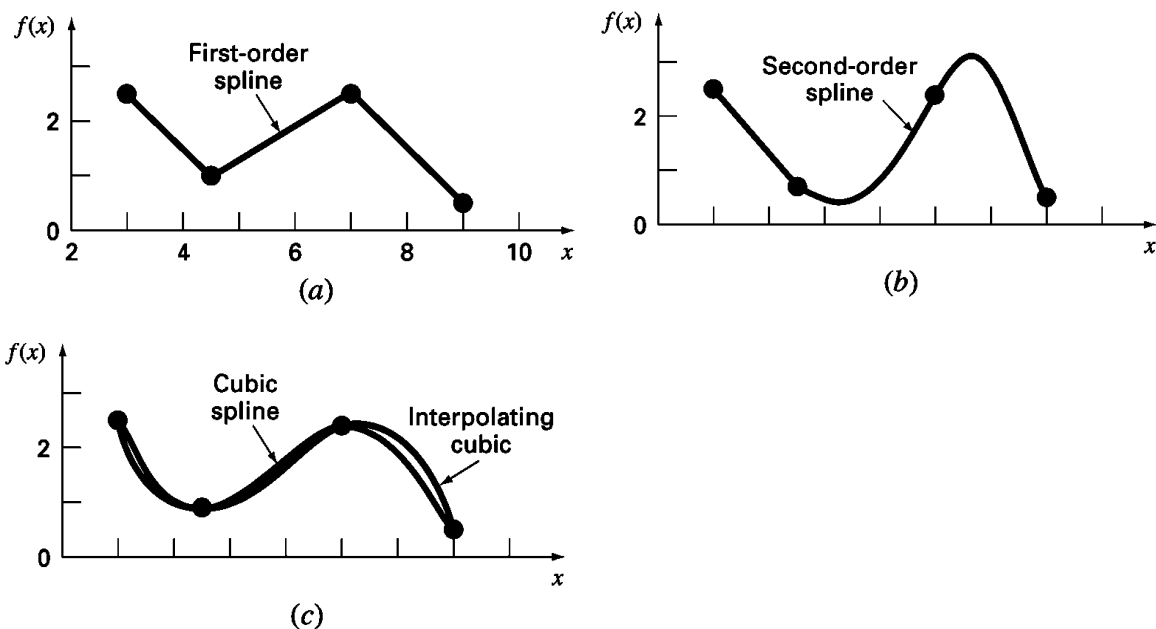 f(x)
First-order
spline
2
0
2 4 6 8 10 x
(a)
f(x)
Second-order
spline
2
0
x
(b)
f(x)
Cubic
spline
Interpolating
cubic
2
0
x
(c)